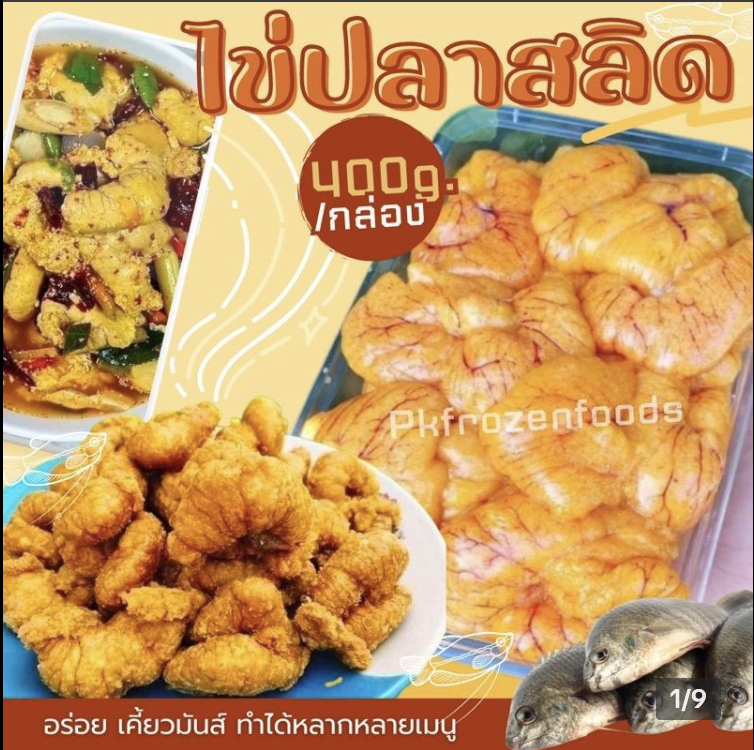 ไข่ปลาสลิด
400g.
/กล่อง
Pkfrozenfoods
อร่อย เคี้ยวมันส์ ทำได้หลากหลายเมนู
1/9